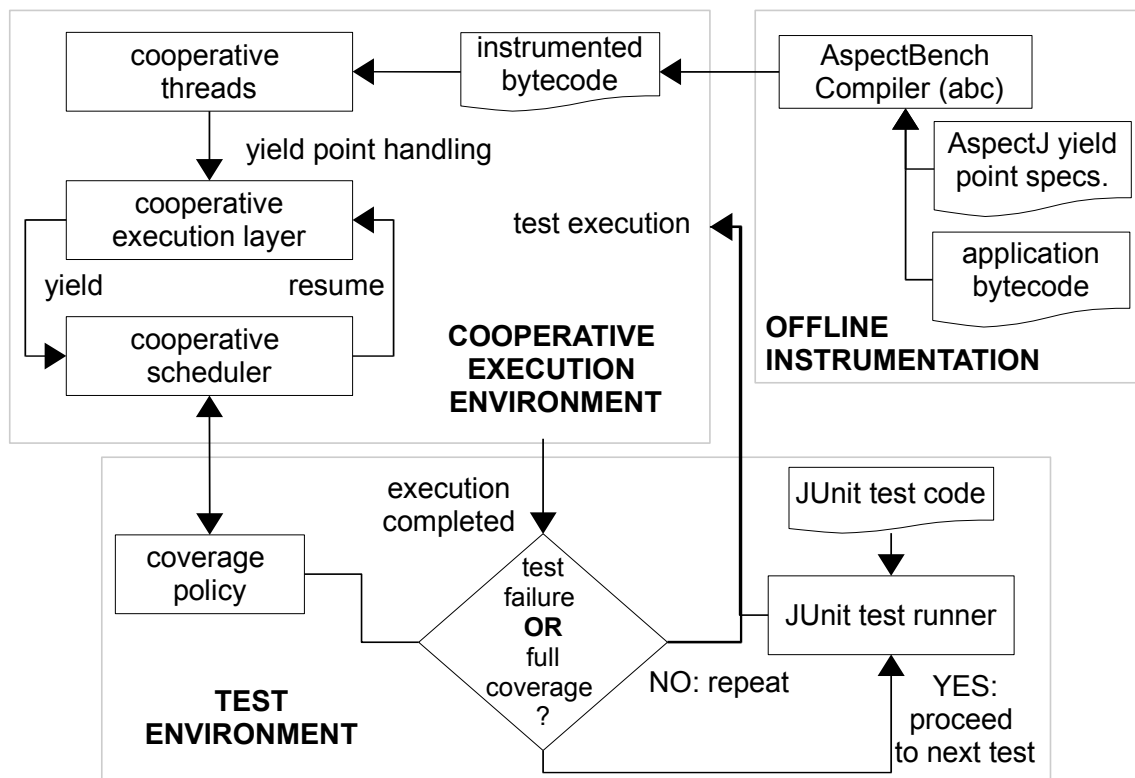 cooperative
threads
instrumented
bytecode
AspectBench
Compiler (abc)
AspectJ yield
point specs.
application
bytecode
OFFLINE
INSTRUMENTATION
yield point handling
cooperative
execution layer
test execution
yield
resume
cooperative
scheduler
COOPERATIVE
EXECUTION
ENVIRONMENT
execution
completed
JUnit test code
coverage
policy
test
failure
OR
full
coverage
?
JUnit test runner
NO: repeat
YES:
proceed
to next test
TEST
ENVIRONMENT